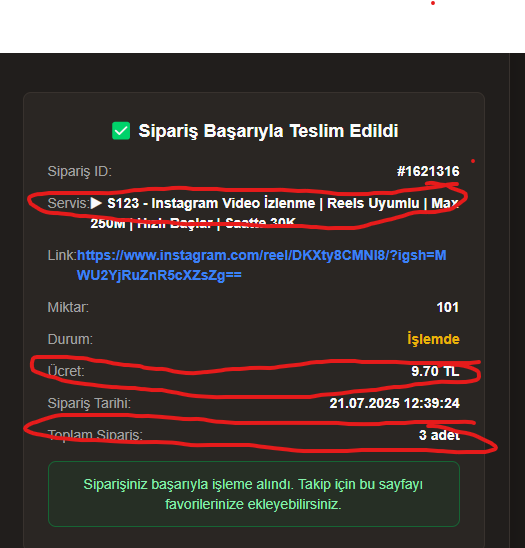 ✅ Sipariş Başarıyla Teslim Edildi
Sipariş ID: #1621316
Servis:▶ S123 - Instagram Video İzlenme | Reels Uyumlu | Max
250M | Hızlı Başlar | Saatte 30K
Link:https://www.instagram.com/reel/DKXty8CMNI8/?igsh=M
WU2YjRuZnR5cXZsZg==
Miktar: 101
Durum: İşlemde
Ücret: 9.70 TL
Sipariş Tarihi: 21.07.2025 12:39:24
Toplam Sipariş: 3 adet
Siparişiniz başarıyla işleme alındı. Takip için bu sayfayı
favorilerinize ekleyebilirsiniz.